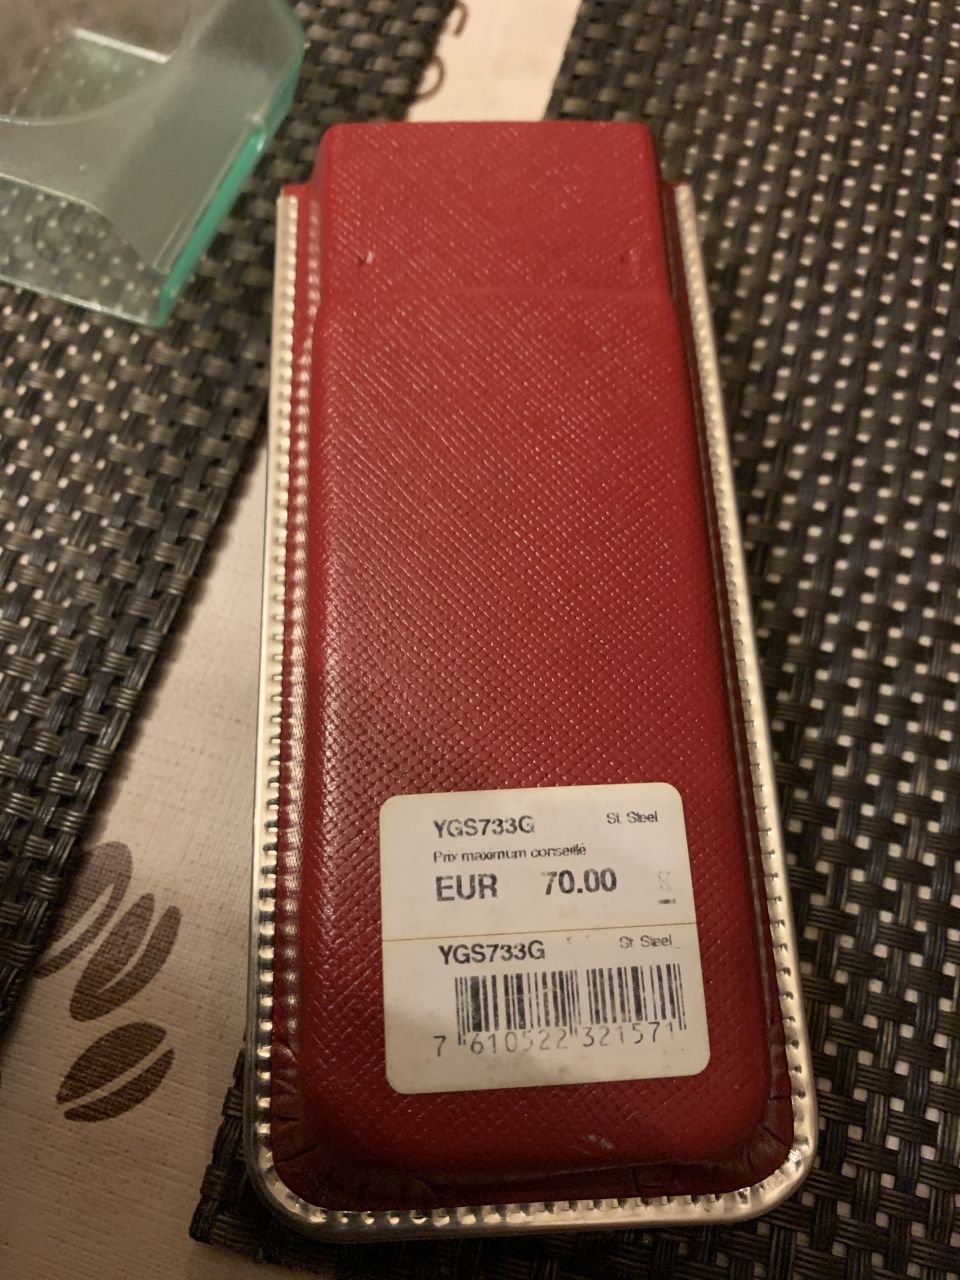 YGS733G St. Steel
Prix maximum conseillé
EUR 70.00
YGS733G St. Steel
7 610522 321571